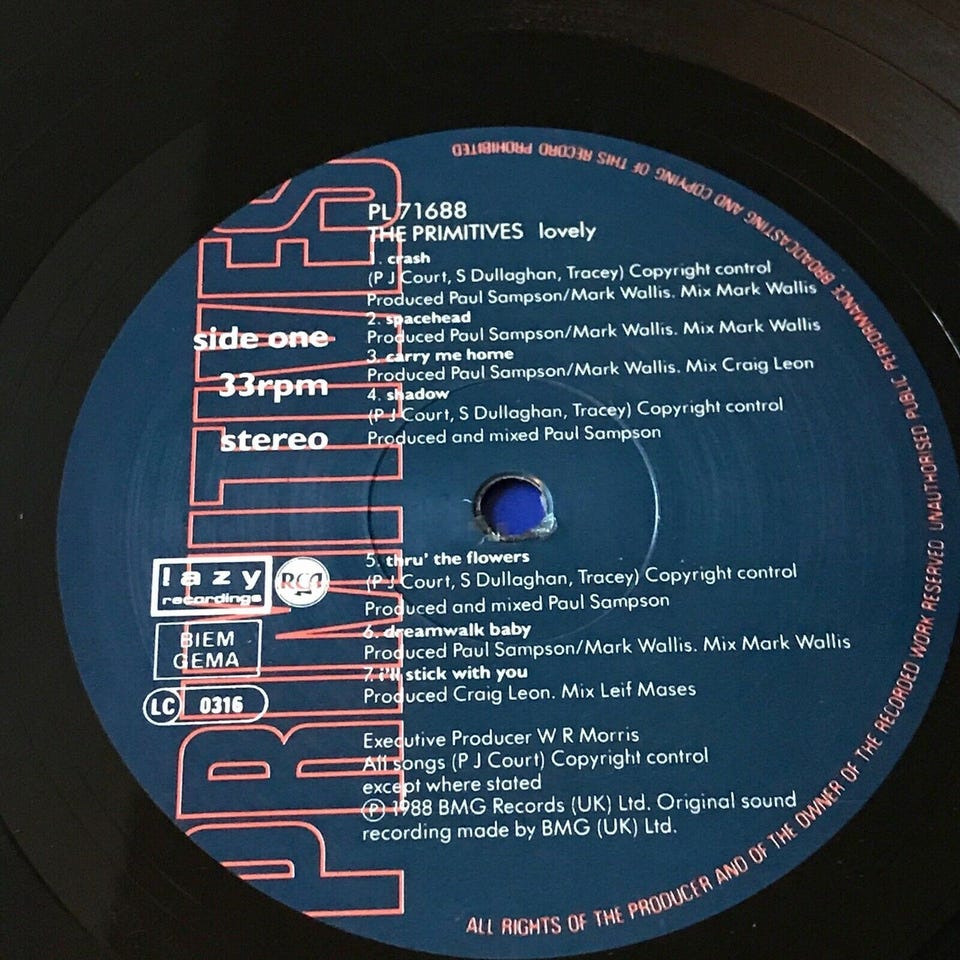 PRIMITIVES
PL 71688
THE PRIMITIVES lovely
1. crash
(P J Court, S Dullaghan, Tracey) Copyright control
Produced Paul Sampson/Mark Wallis. Mix Mark Wallis
2. spacehead
Produced Paul Sampson/Mark Wallis. Mix Mark Wallis
3. carry me home
Produced Paul Sampson/Mark Wallis. Mix Craig Leon
4. shadow
(P J Court, S Dullaghan, Tracey) Copyright control
Produced and mixed Paul Sampson
side one
33rpm
stereo
5. thru' the flowers
(P J Court, S Dullaghan, Tracey) Copyright control
Produced and mixed Paul Sampson
6. dreamwalk baby
Produced Paul Sampson/Mark Wallis. Mix Mark Wallis
7. i'll stick with you
Produced Craig Leon. Mix Leif Mases
lazy
recordings
RCA
BIEM
GEMA
LC 0316
Executive Producer W R Morris
All songs (P J Court) Copyright control
except where stated
Ⓟ 1988 BMG Records (UK) Ltd. Original sound
recording made by BMG (UK) Ltd.
ALL RIGHTS OF THE PRODUCER AND OF THE OWNER OF THE RECORDED WORK RESERVED UNAUTHORISED PUBLIC PERFORMANCE BROADCASTING AND COPYING OF THIS RECORD PROHIBITED